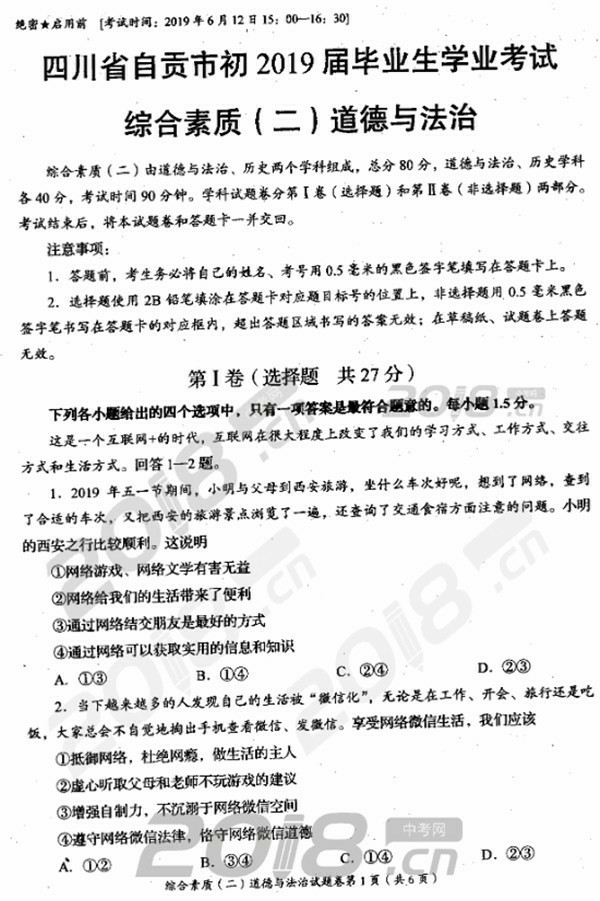 绝密★启用前 [考试时间：2019年6月12日15：00—16：30]
四川省自贡市初2019届毕业生学业考试
综合素质（二）道德与法治
综合素质（二）由道德与法治、历史两个学科组成，总分80分，道德与法治、历史学科
各40分，考试时间90分钟。学科试题卷分第Ⅰ卷（选择题）和第Ⅱ卷（非选择题）两部分。
考试结束后，将本试题卷和答题卡一并交回。
注意事项：
1．答题前，考生务必将自己的姓名、考号用0.5毫米的黑色签字笔填写在答题卡上。
2．选择题使用2B铅笔填涂在答题卡对应题目标号的位置上，非选择题用0.5毫米黑色
签字笔书写在答题卡的对应框内，超出答题区域书写的答案无效；在草稿纸、试题卷上答题
无效。
第Ⅰ卷（选择题 共27分）
下列各小题给出的四个选项中，只有一项答案是最符合题意的。每小题1.5分。
这是一个互联网+的时代，互联网在很大程度上改变了我们的学习方式、工作方式、交往
方式和生活方式。回答1—2题。
1．2019年五一节期间，小明与父母到西安旅游，坐什么车次好呢，想到了网络，查到
了合适的车次，又把西安的旅游景点浏览了一遍，还查询了交通食宿方面注意的问题。小明
的西安之行比较顺利。这说明
①网络游戏、网络文学有害无益
②网络给我们的生活带来了便利
③通过网络结交朋友是最好的方式
④通过网络可以获取实用的信息和知识
A．①③ B．①④ C．②④ D．②③
2．当下越来越多的人发现自己的生活被“微信化”，无论是在工作、开会、旅行还是吃
饭，大家总会不自觉地掏出手机查看微信、发微信。享受网络微信生活，我们应该
①抵御网络，杜绝网瘾，做生活的主人
②虚心听取父母和老师不玩游戏的建议
③增强自制力，不沉溺于网络微信空间
④遵守网络微信法律，恪守网络微信道德
A．①② B．③④ C．①④ D．②③
综合素质（二）道德与法治试题卷第1页（共6页）
中考网
2018.cn
2018.cn
2018.cn
2018.cn